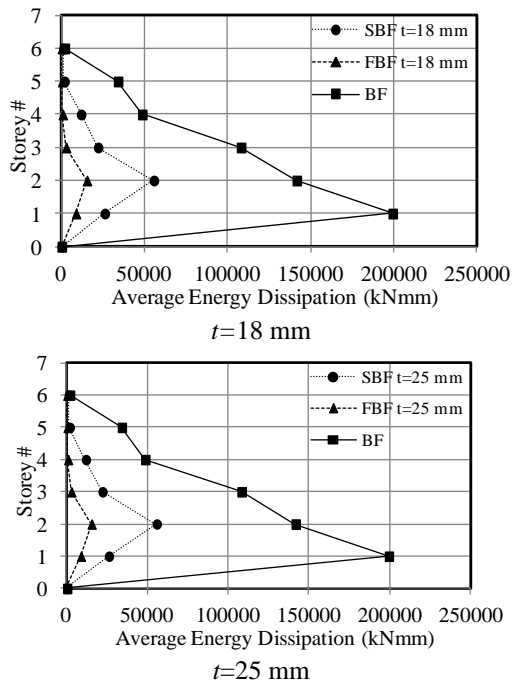 7
6
5
4
3
2
1
0
Storey #
SBF t=18 mm
FBF t=18 mm
BF
0 50000 100000 150000 200000 250000
Average Energy Dissipation (kNmm)
t=18 mm
7
6
5
4
3
2
1
0
Storey #
SBF t=25 mm
FBF t=25 mm
BF
0 50000 100000 150000 200000 250000
Average Energy Dissipation (kNmm)
t=25 mm